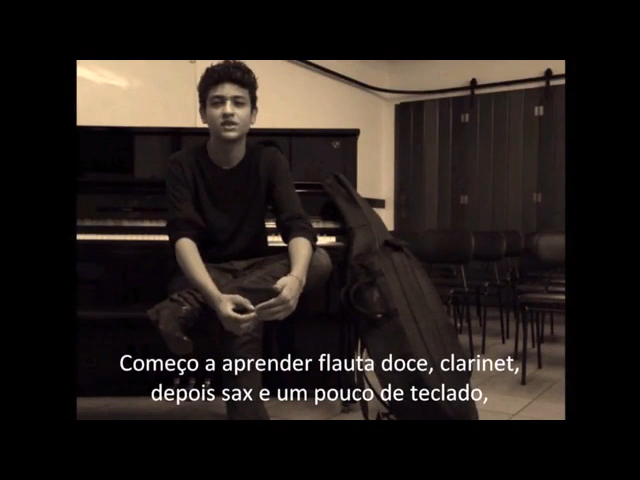 Começo a aprender flauta doce, clarinet,
depois sax e um pouco de teclado,